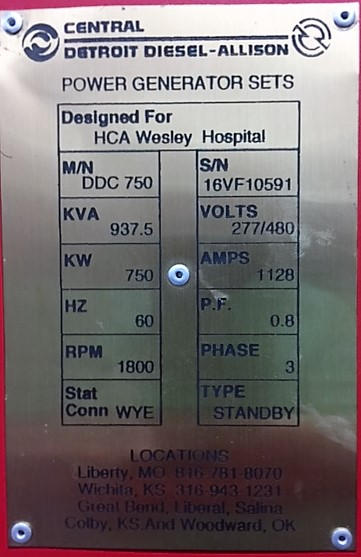 CENTRAL
DETROIT DIESEL-ALLISON
POWER GENERATOR SETS
Designed For
HCA Wesley Hospital
M/N
DDC 750
S/N
16VF10591
KVA
937.5
VOLTS
277/480
KW
750
AMPS
1128
HZ
60
P.F.
0.8
RPM
1800
PHASE
3
Stat
Conn WYE
TYPE
STANDBY
LOCATIONS
Liberty, MO 816-781-8070
Wichita, KS 316-943-1231
Great Bend, Liberal, Salina
Colby, KS.And Woodward, OK